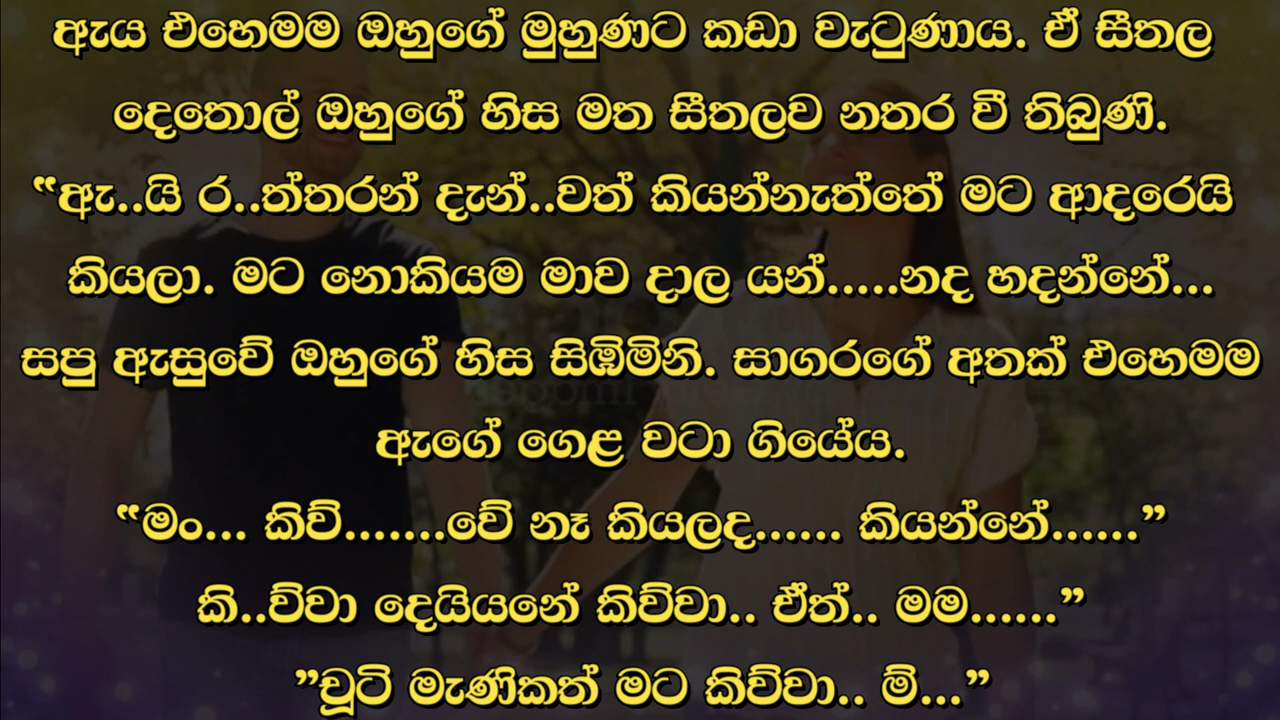 ඇය එහෙමම ඔහුගේ මුහුණට කඩා වැටුණාය. ඒ සීතල
දෙතොල් ඔහුගේ හිස මත සීතලව නතර වී තිබුණි.
“ඇ..යි ර..ත්තරන් දැන්..වත් කියන්නැත්තේ මට ආදරෙයි
කියලා. මට නොකියම මාව දාල යන්.....නද හදන්නේ...
සපු ඇසුවේ ඔහුගේ හිස සිඹිමිනි. සාගරගේ අතක් එහෙමම
ඇගේ ගෙළ වටා ගියේය.
“මං... කිව්.......වේ නෑ කියලද...... කියන්නේ......”
කි..ව්වා දෙයියනේ කිව්වා.. ඒත්.. මම......”
”චූටි මැණිකත් මට කිව්වා.. ම්...”